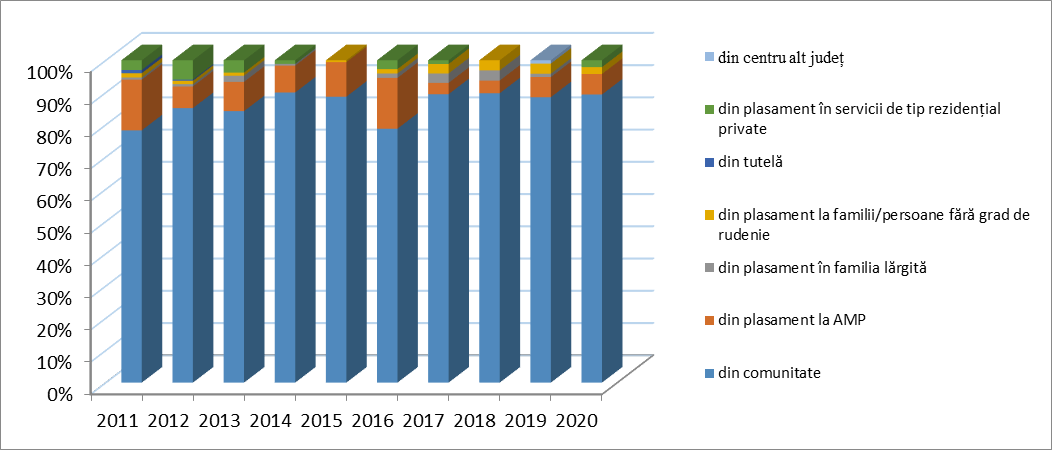 100%
90%
80%
70%
60%
50%
40%
30%
20%
10%
0%
2011 2012 2013 2014 2015 2016 2017 2018 2019 2020
din centru alt județ
din plasament în servicii de tip rezidențial
private
din tutelă
din plasament la familii/persoane fără grad de
rudenie
din plasament în familia lărgită
din plasament la AMP
din comunitate